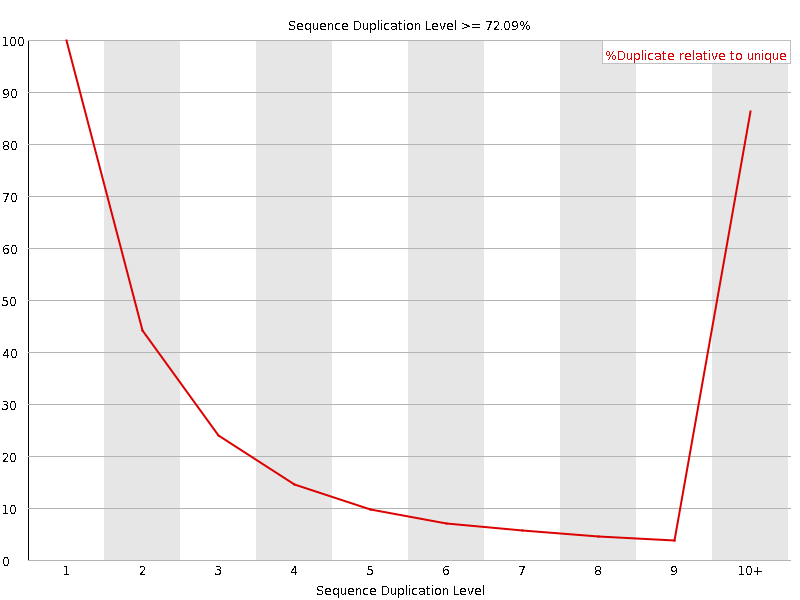 Sequence Duplication Level >= 72.09%
%Duplicate relative to unique
100
90
80
70
60
50
40
30
20
10
0
1 2 3 4 5 6 7 8 9 10+
Sequence Duplication Level